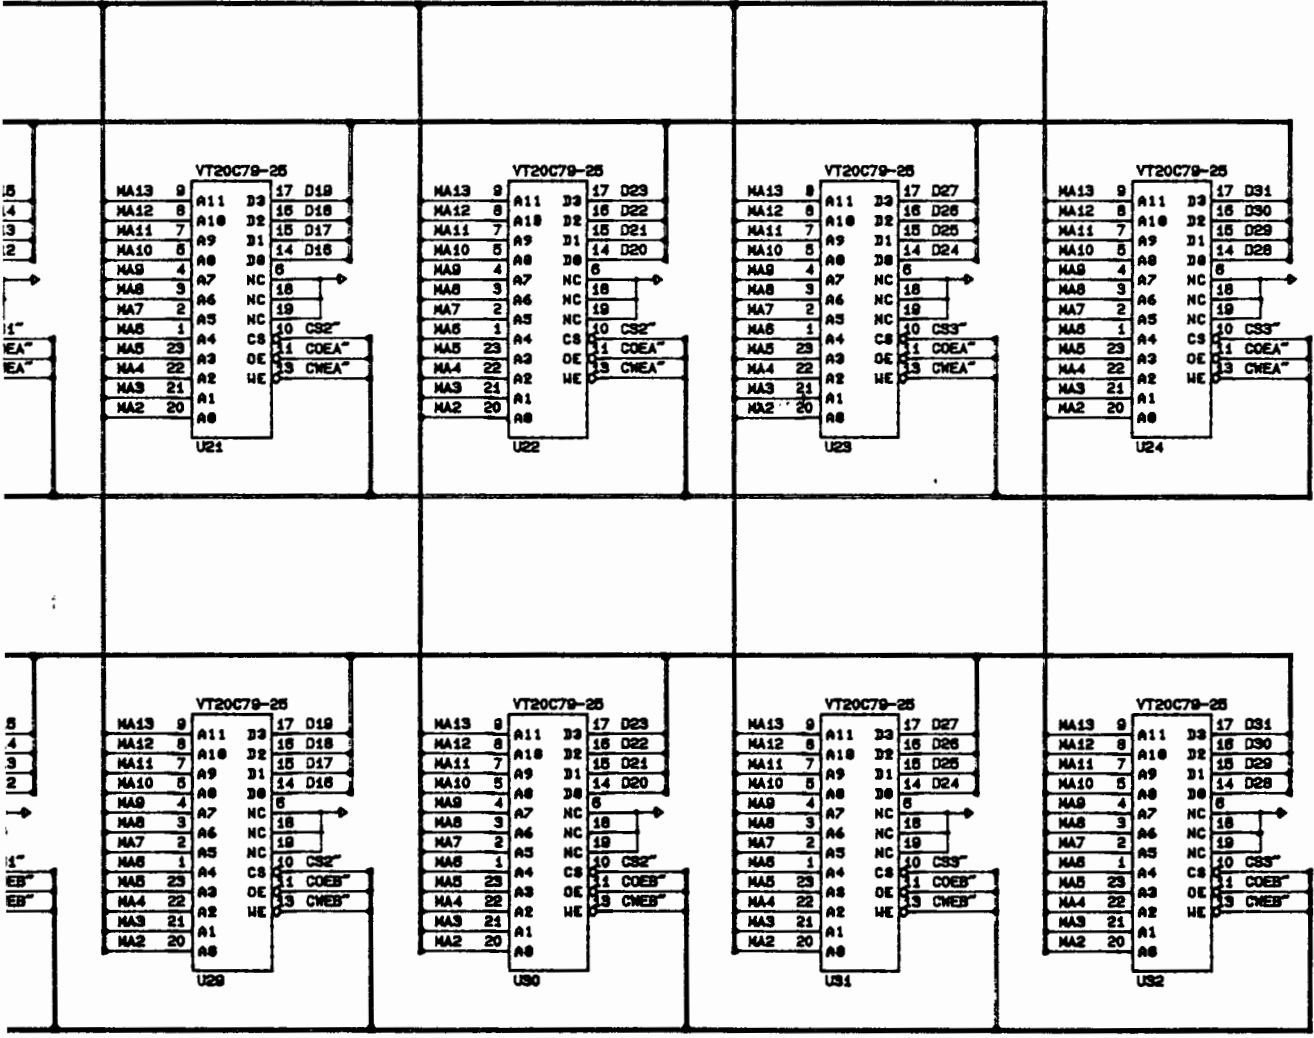 VT20C79-25 VT20C79-25 VT20C79-25 VT20C79-25
MA13 9 A11 D3 17 D19 MA13 9 A11 D3 17 D23 MA13 9 A11 D3 17 D27 MA13 9 A11 D3 17 D31
MA12 8 A10 D2 16 D18 MA12 8 A10 D2 16 D22 MA12 8 A10 D2 16 D26 MA12 8 A10 D2 16 D30
MA11 7 A9 D1 15 D17 MA11 7 A9 D1 15 D21 MA11 7 A9 D1 15 D25 MA11 7 A9 D1 15 D29
MA10 5 A8 D0 14 D16 MA10 5 A8 D0 14 D20 MA10 5 A8 D0 14 D24 MA10 5 A8 D0 14 D28
MA9 4 A7 NC 6 MA9 4 A7 NC 6 MA9 4 A7 NC 6 MA9 4 A7 NC 6
MA8 3 A6 NC 18 MA8 3 A6 NC 18 MA8 3 A6 NC 18 MA8 3 A6 NC 18
MA7 2 A5 NC 19 MA7 2 A5 NC 19 MA7 2 A5 NC 19 MA7 2 A5 NC 19
MA6 1 A4 CS 10 CS2~ MA6 1 A4 CS 10 CS2~ MA6 1 A4 CS 10 CS3~ MA6 1 A4 CS 10 CS3~
MA5 23 A3 OE 11 COEA~ MA5 23 A3 OE 11 COEA~ MA5 23 A3 OE 11 COEA~ MA5 23 A3 OE 11 COEA~
MA4 22 A2 WE 13 CWEA~ MA4 22 A2 WE 13 CWEA~ MA4 22 A2 WE 13 CWEA~ MA4 22 A2 WE 13 CWEA~
MA3 21 A1 MA3 21 A1 MA3 21 A1 MA3 21 A1
MA2 20 A0 MA2 20 A0 MA2 20 A0 MA2 20 A0
U21 U22 U23 U24
VT20C79-25 VT20C79-25 VT20C79-25 VT20C79-25
MA13 9 A11 D3 17 D19 MA13 9 A11 D3 17 D23 MA13 9 A11 D3 17 D27 MA13 9 A11 D3 17 D31
MA12 8 A10 D2 16 D18 MA12 8 A10 D2 16 D22 MA12 8 A10 D2 16 D26 MA12 8 A10 D2 16 D30
MA11 7 A9 D1 15 D17 MA11 7 A9 D1 15 D21 MA11 7 A9 D1 15 D25 MA11 7 A9 D1 15 D29
MA10 5 A8 D0 14 D16 MA10 5 A8 D0 14 D20 MA10 5 A8 D0 14 D24 MA10 5 A8 D0 14 D28
MA9 4 A7 NC 6 MA9 4 A7 NC 6 MA9 4 A7 NC 6 MA9 4 A7 NC 6
MA8 3 A6 NC 18 MA8 3 A6 NC 18 MA8 3 A6 NC 18 MA8 3 A6 NC 18
MA7 2 A5 NC 19 MA7 2 A5 NC 19 MA7 2 A5 NC 19 MA7 2 A5 NC 19
MA6 1 A4 CS 10 CS2~ MA6 1 A4 CS 10 CS2~ MA6 1 A4 CS 10 CS3~ MA6 1 A4 CS 10 CS3~
MA5 23 A3 OE 11 COEB~ MA5 23 A3 OE 11 COEB~ MA5 23 A3 OE 11 COEB~ MA5 23 A3 OE 11 COEB~
MA4 22 A2 WE 13 CWEB~ MA4 22 A2 WE 13 CWEB~ MA4 22 A2 WE 13 CWEB~ MA4 22 A2 WE 13 CWEB~
MA3 21 A1 MA3 21 A1 MA3 21 A1 MA3 21 A1
MA2 20 A0 MA2 20 A0 MA2 20 A0 MA2 20 A0
U29 U30 U31 U32